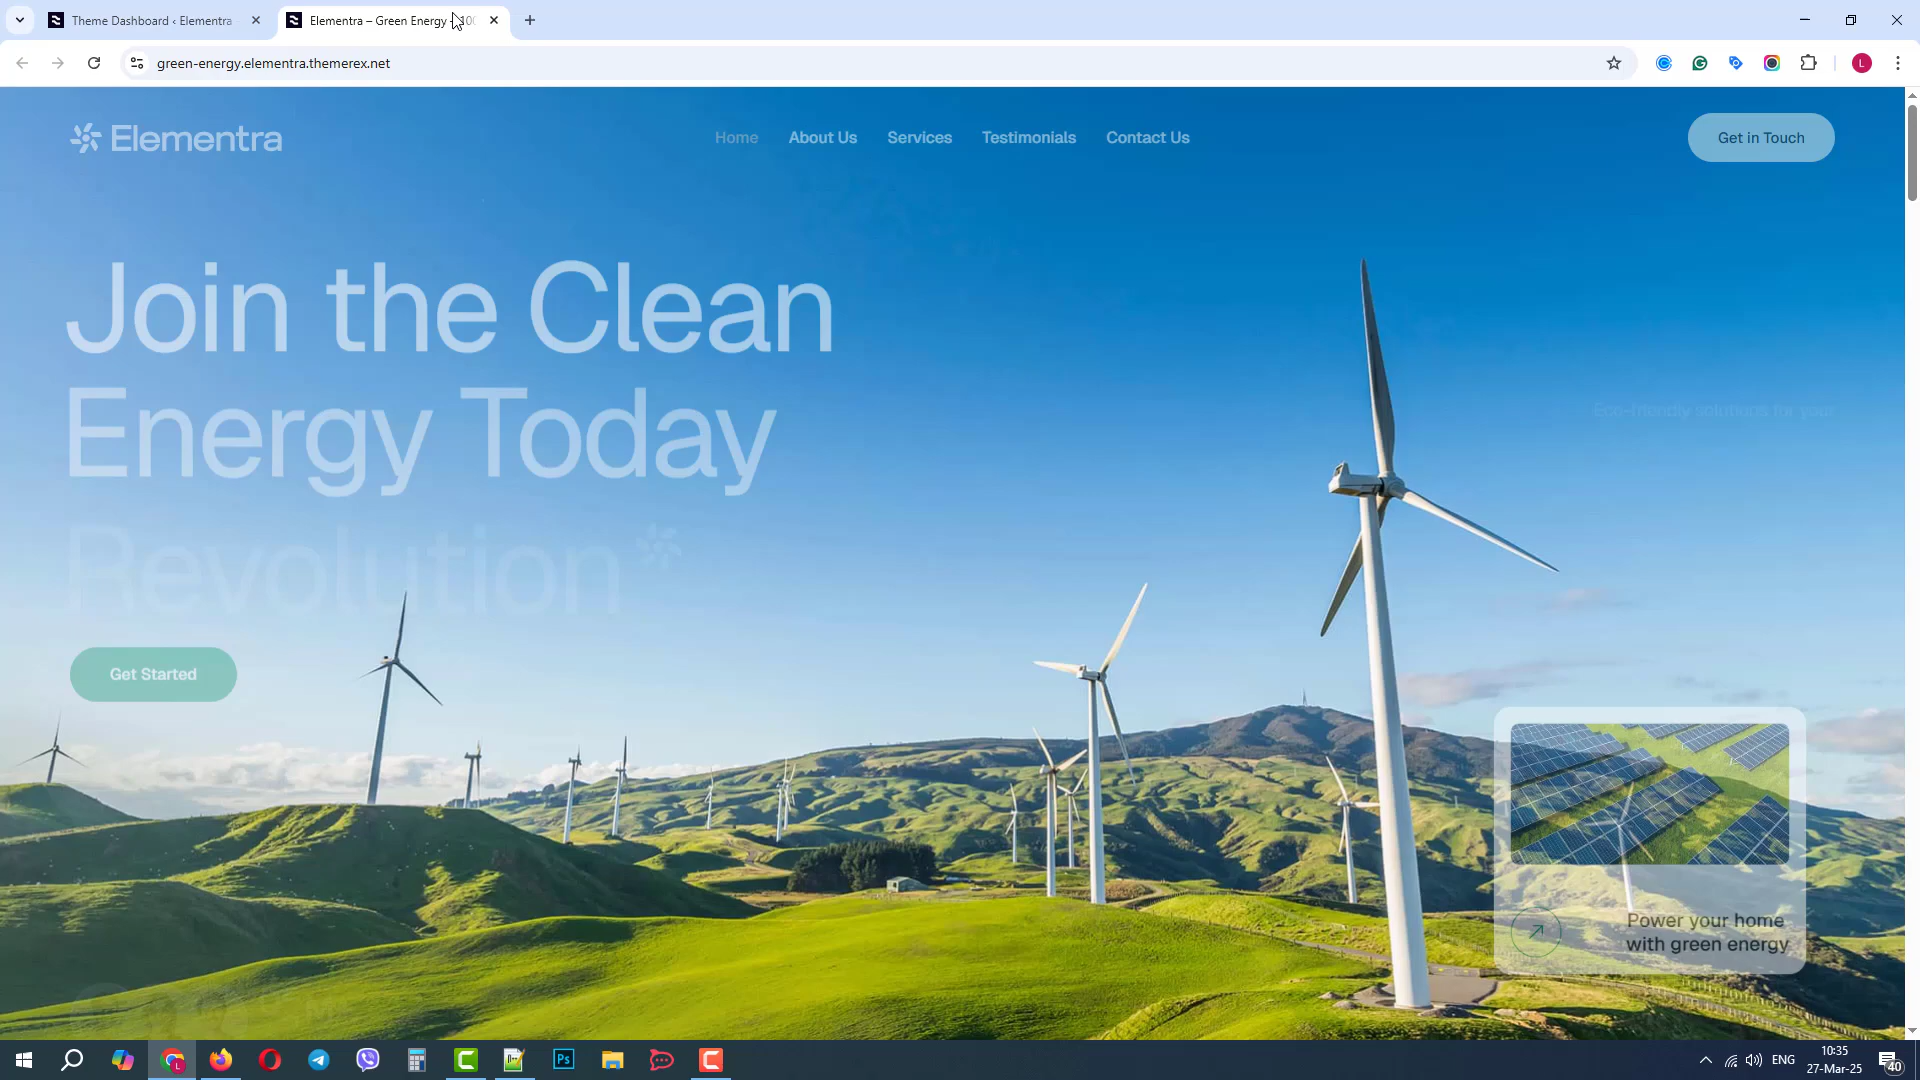 Theme Dashboard ‹ Elementra
Elementra – Green Energy
green-energy.elementra.themerex.net
L
Elementra
Home
About Us
Services
Testimonials
Contact Us
Get in Touch
Join the Clean
Energy Today
Revolution
Eco-friendly solutions for your
Get Started
Power your home
with green energy
L
Ps
ENG
10:35
27-Mar-25
40